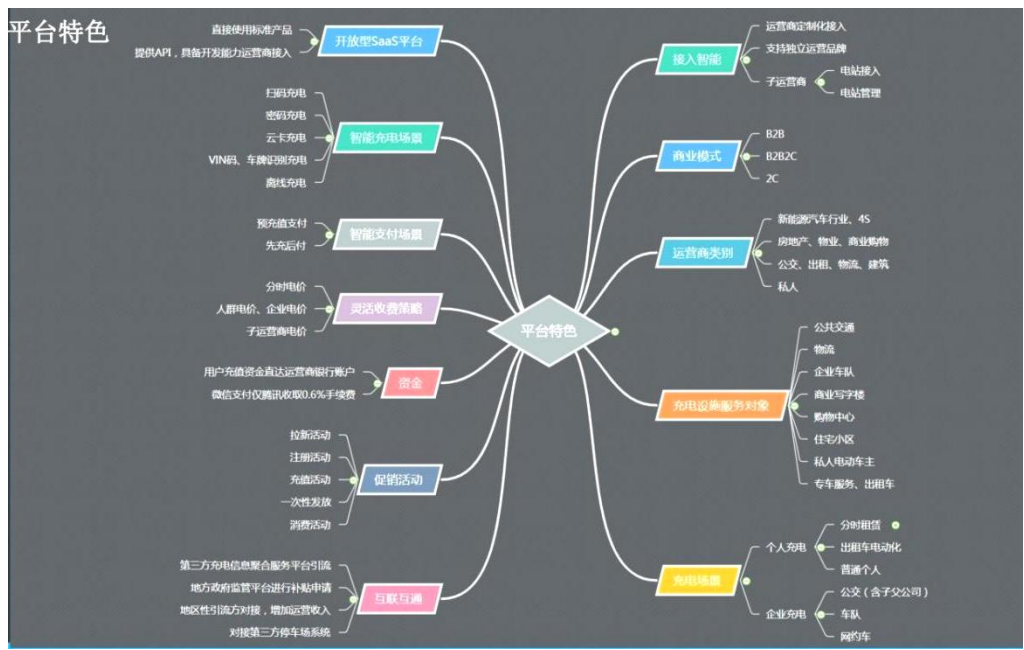 平台特色
直接使用标准产品
提供API，具备开发能力运营商接入
开放型SaaS平台
扫码充电
密码充电
云卡充电
VIN码、车牌识别充电
离线充电
智能充电场景
预充值支付
先充后付
智能支付场景
分时电价
人群电价、企业电价
子运营商电价
灵活收费策略
用户充值资金直达运营商银行账户
微信支付仅腾讯收取0.6%手续费
资金
拉新活动
注册活动
充值活动
一次性发放
消费活动
促销活动
第三方充电信息聚合服务平台引流
地方政府监管平台进行补贴申请
地区性引流方对接，增加运营收入
对接第三方停车场系统
互联互通
平台特色
接入智能
运营商定制化接入
支持独立运营品牌
子运营商
电站接入
电站管理
商业模式
B2B
B2B2C
2C
运营商类别
新能源汽车行业、4S
房地产、物业、商业购物
公交、出租、物流、建筑
私人
充电设施服务对象
公共交通
物流
企业车队
商业写字楼
购物中心
住宅小区
私人电动车主
专车服务、出租车
充电场景
个人充电
分时租赁
出租车电动化
普通个人
企业充电
公交（含子父公司）
车队
网约车